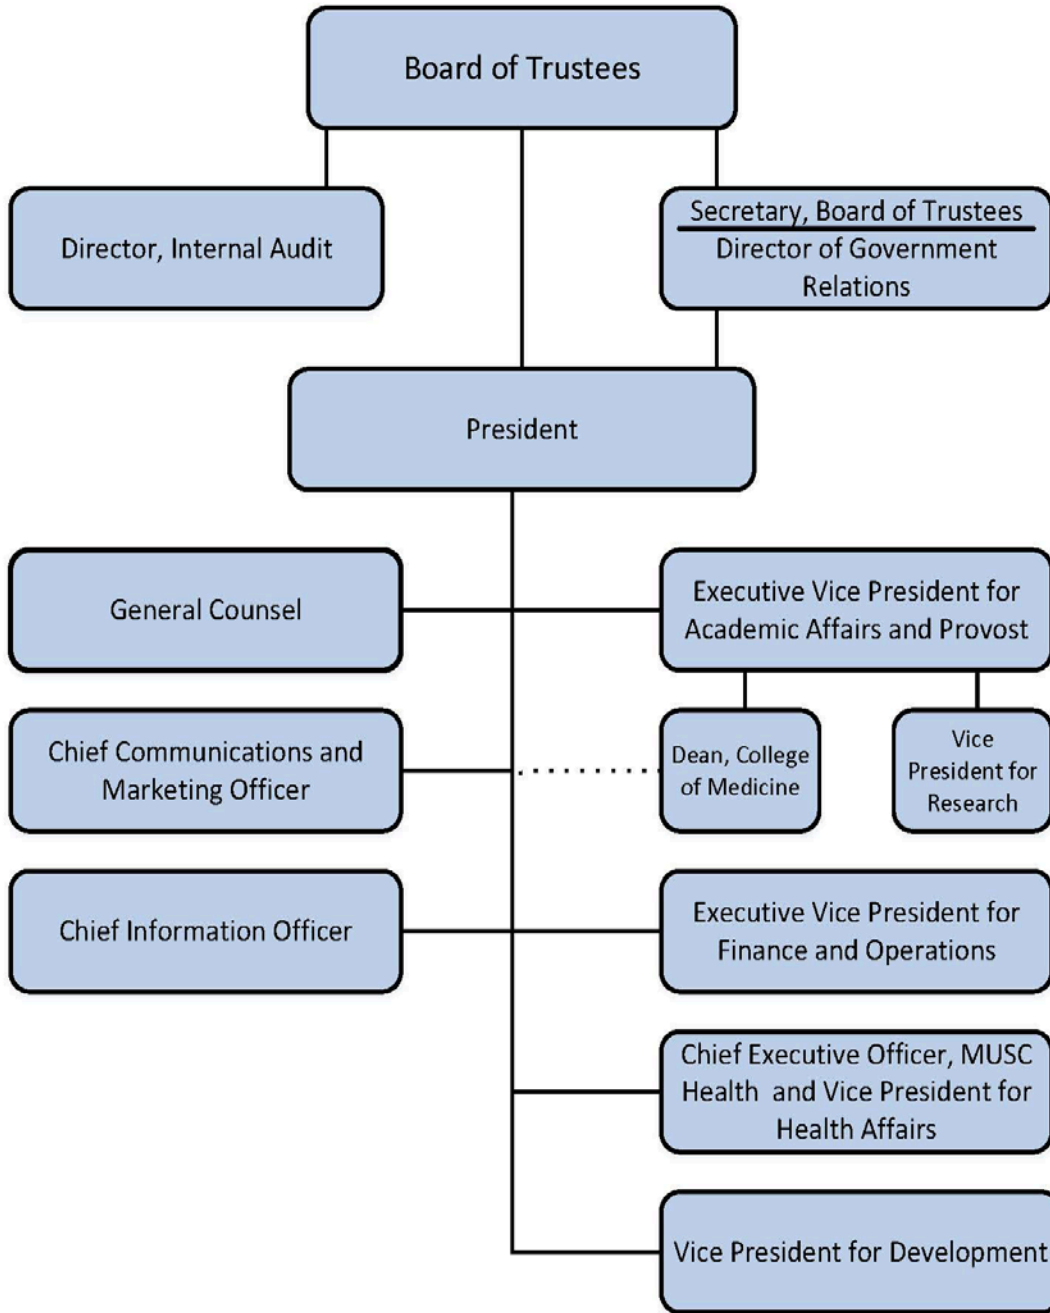 Board of Trustees
Director, Internal Audit
Secretary, Board of Trustees
Director of Government
Relations
President
General Counsel
Executive Vice President for
Academic Affairs and Provost
Chief Communications and
Marketing Officer
Dean, College
of Medicine
Vice
President for
Research
Chief Information Officer
Executive Vice President for
Finance and Operations
Chief Executive Officer, MUSC
Health and Vice President for
Health Affairs
Vice President for Development